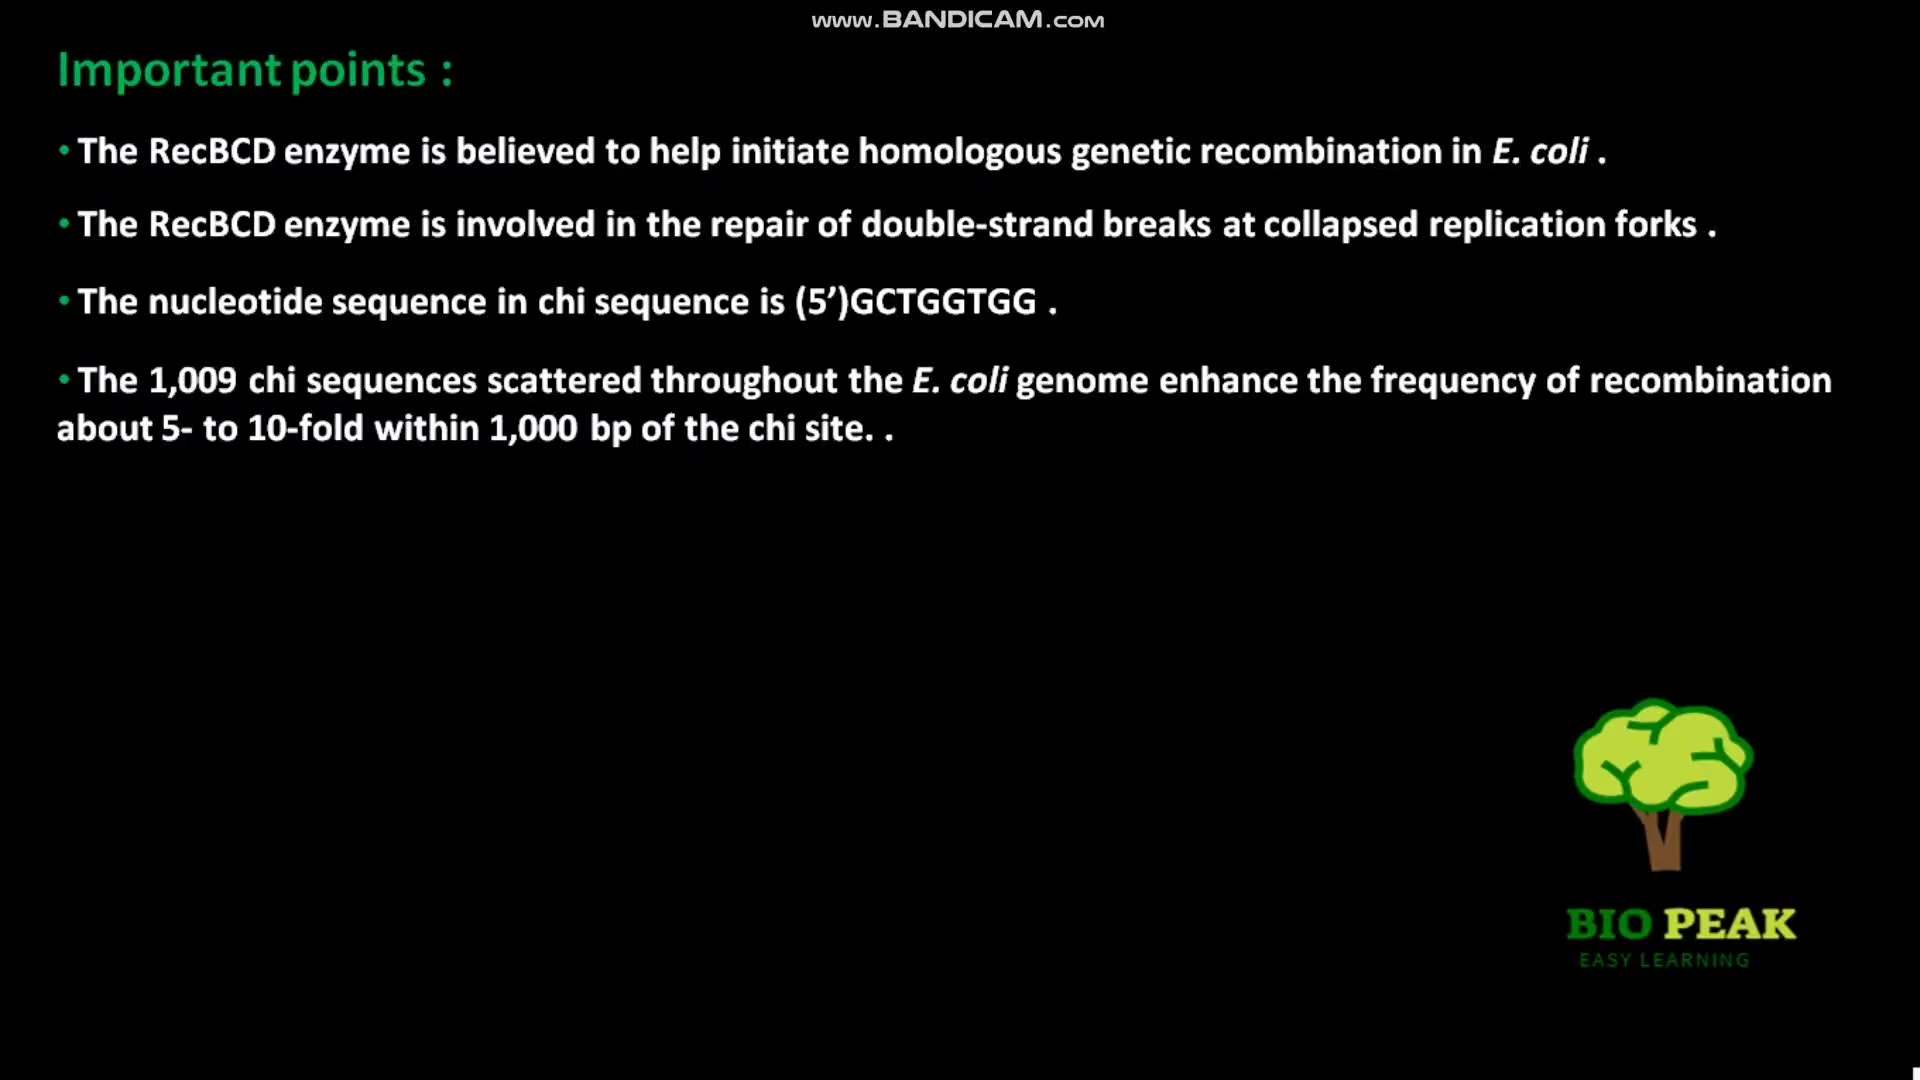 www.BANDICAM.com
Important points :
• The RecBCD enzyme is believed to help initiate homologous genetic recombination in E. coli .
• The RecBCD enzyme is involved in the repair of double-strand breaks at collapsed replication forks .
• The nucleotide sequence in chi sequence is (5’)GCTGGTGG .
• The 1,009 chi sequences scattered throughout the E. coli genome enhance the frequency of recombination
about 5- to 10-fold within 1,000 bp of the chi site. .
BIO PEAK
EASY LEARNING